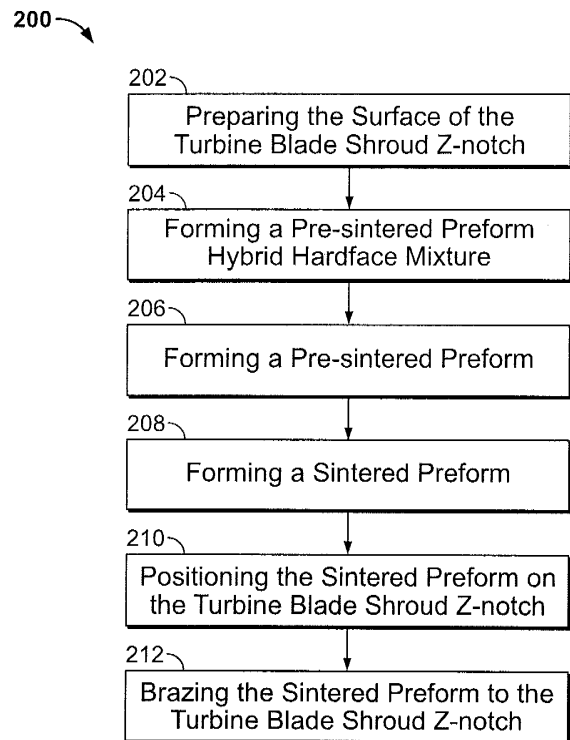 200
202
Preparing the Surface of the
Turbine Blade Shroud Z-notch
204
Forming a Pre-sintered Preform
Hybrid Hardface Mixture
206
Forming a Pre-sintered Preform
208
Forming a Sintered Preform
210
Positioning the Sintered Preform on
the Turbine Blade Shroud Z-notch
212
Brazing the Sintered Preform to the
Turbine Blade Shroud Z-notch